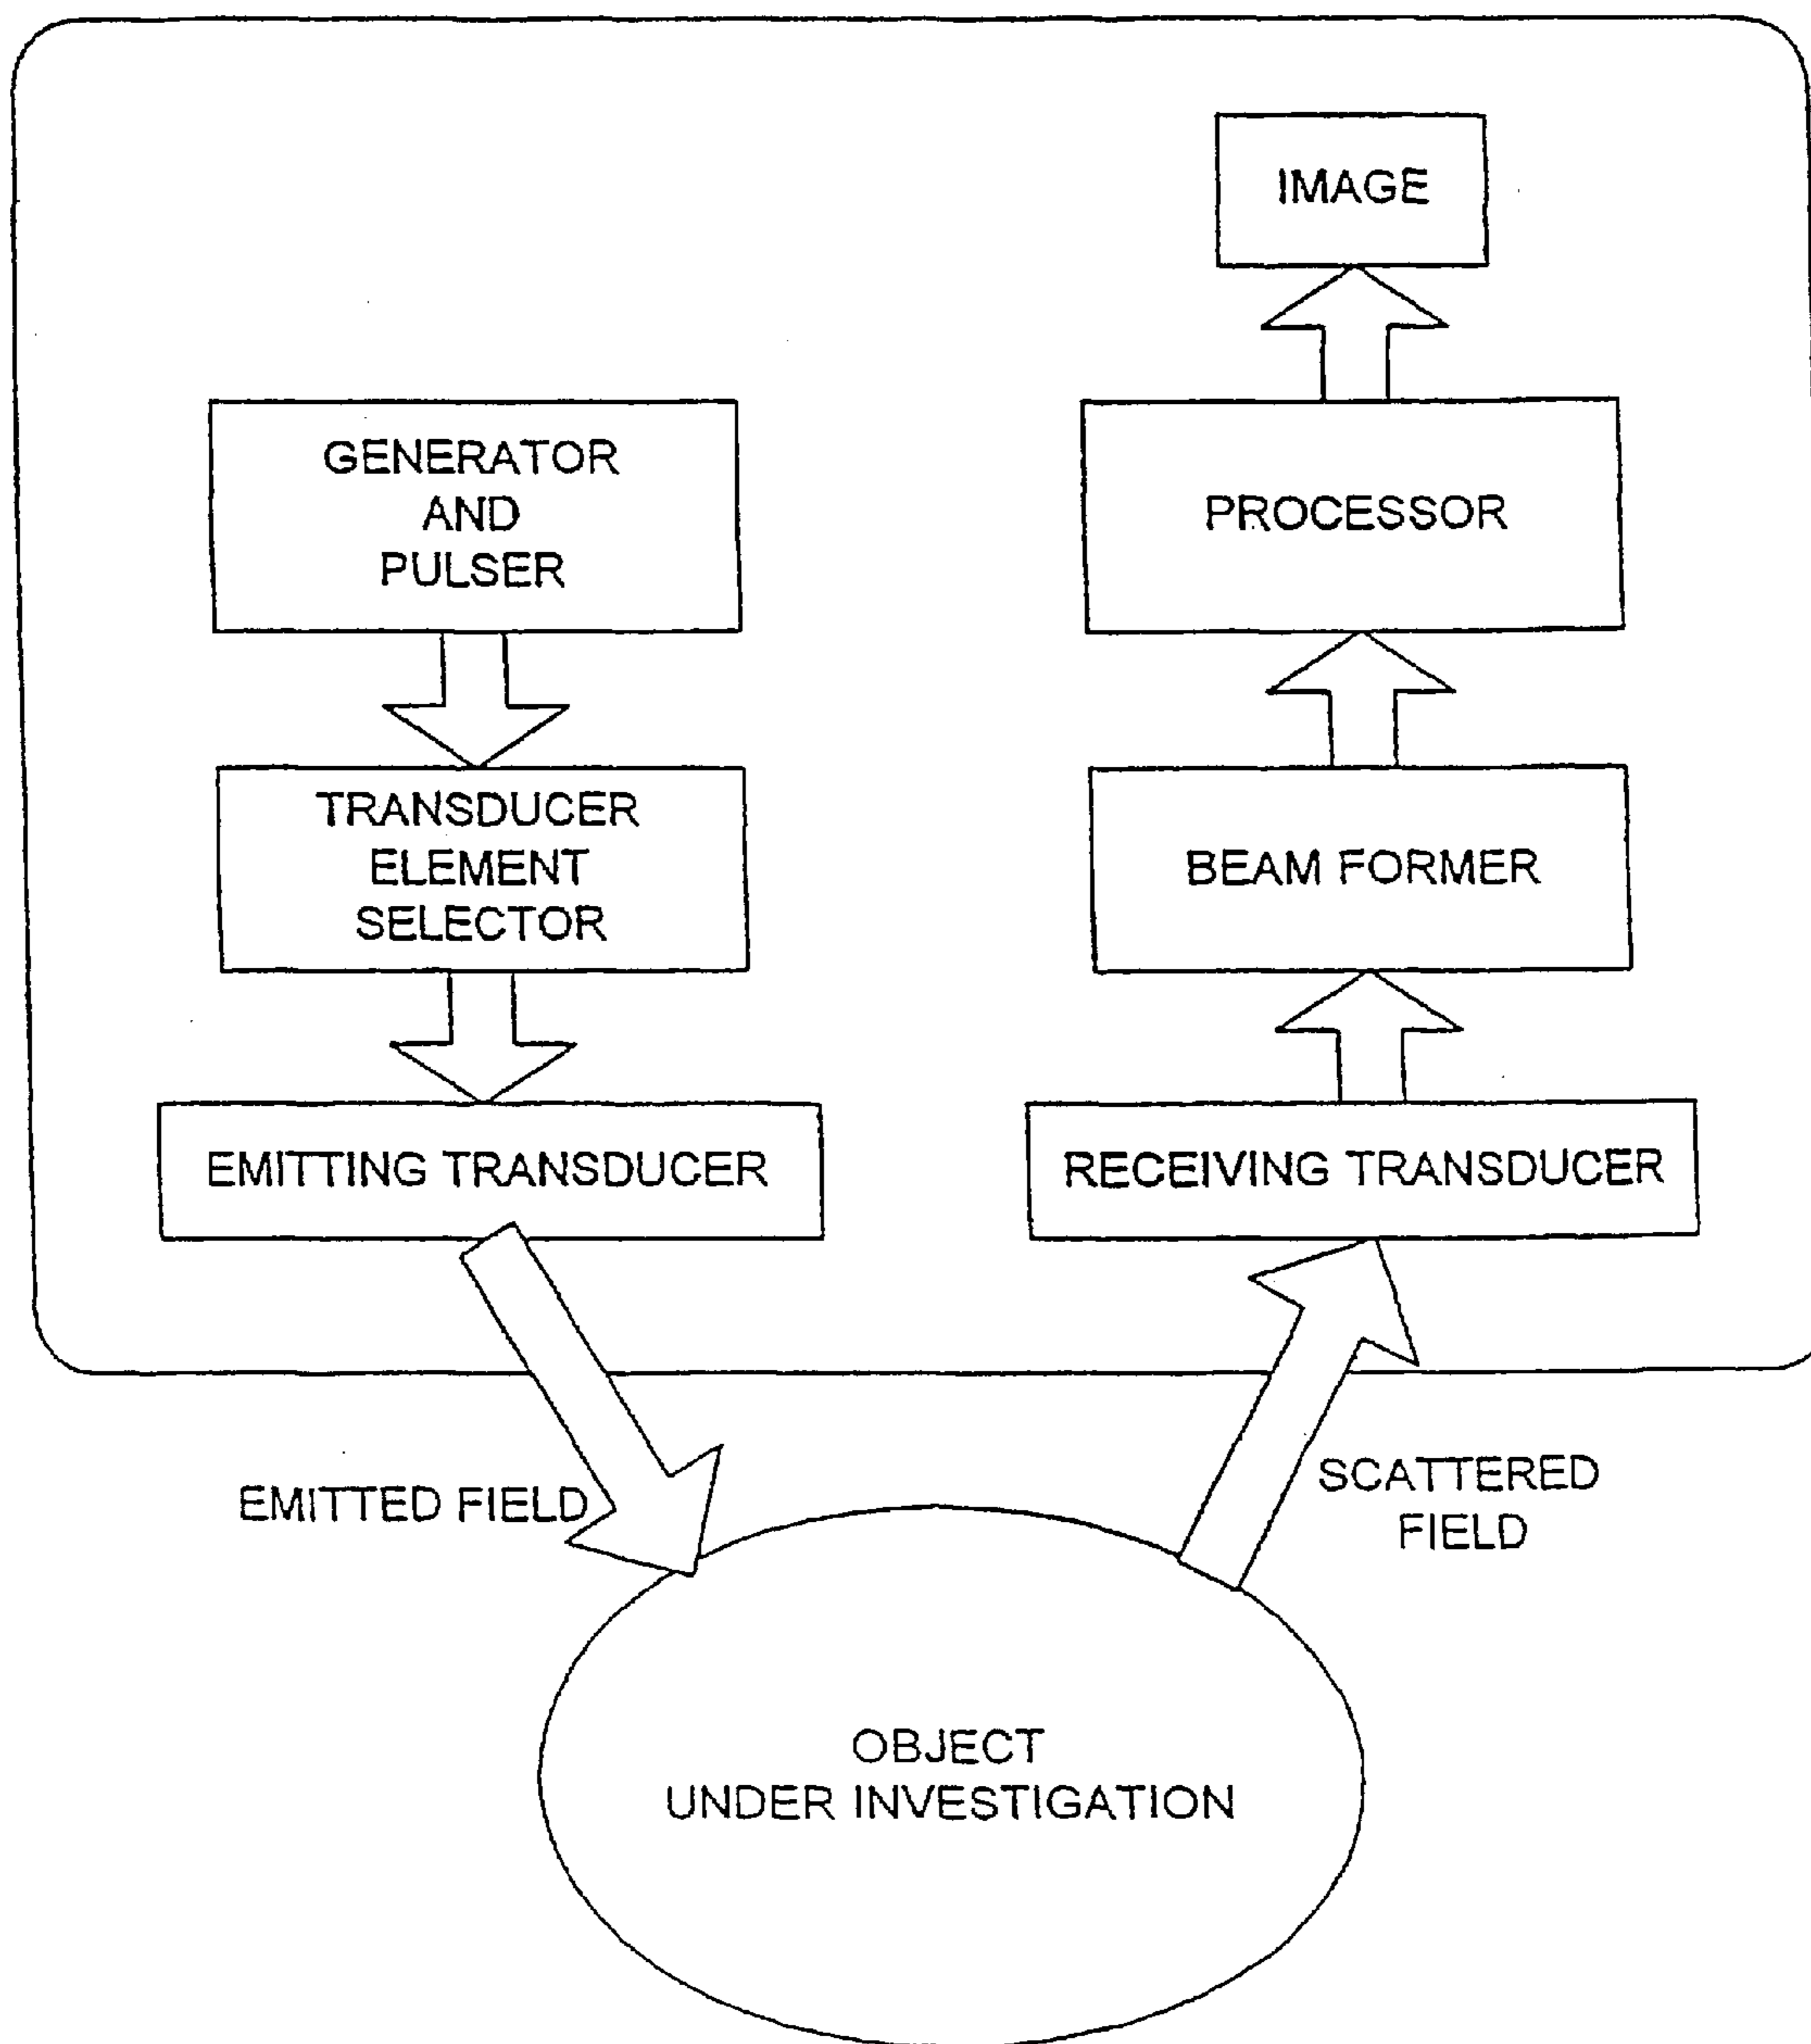 IMAGE
GENERATOR
AND
PULSER
PROCESSOR
TRANSDUCER
ELEMENT
SELECTOR
BEAM FORMER
EMITTING TRANSDUCER
RECEIVING TRANSDUCER
EMITTED FIELD
SCATTERED
FIELD
OBJECT
UNDER INVESTIGATION